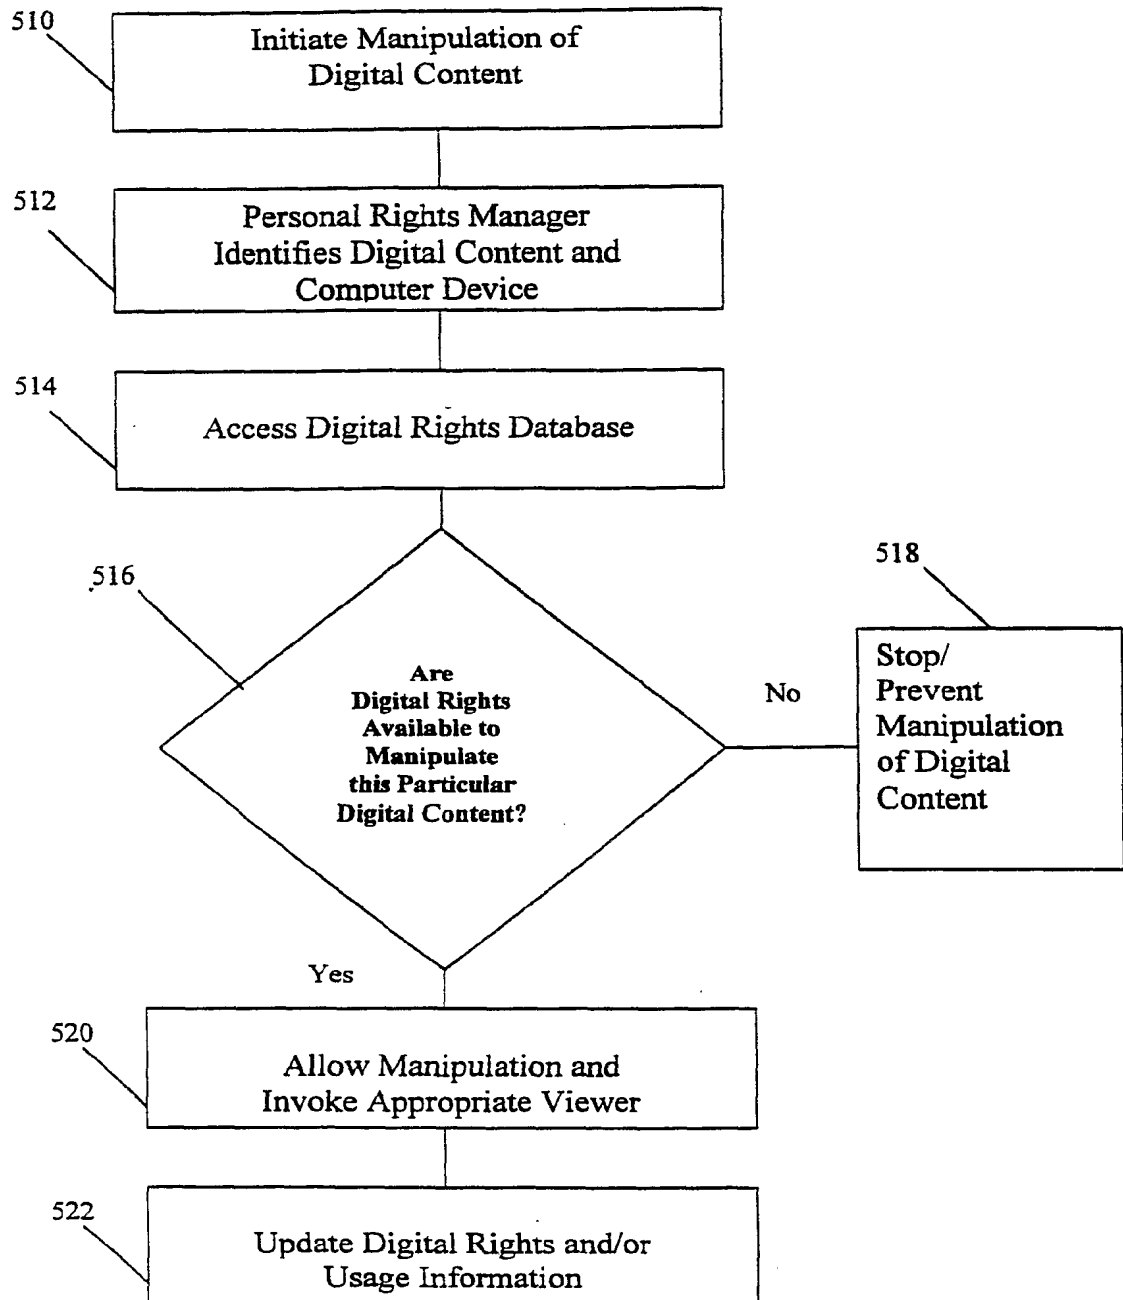 510
Initiate Manipulation of
Digital Content
512
Personal Rights Manager
Identifies Digital Content and
Computer Device
514
Access Digital Rights Database
516
Are
Digital Rights
Available to
Manipulate
this Particular
Digital Content?
No
518
Stop/
Prevent
Manipulation
of Digital
Content
Yes
520
Allow Manipulation and
Invoke Appropriate Viewer
522
Update Digital Rights and/or
Usage Information